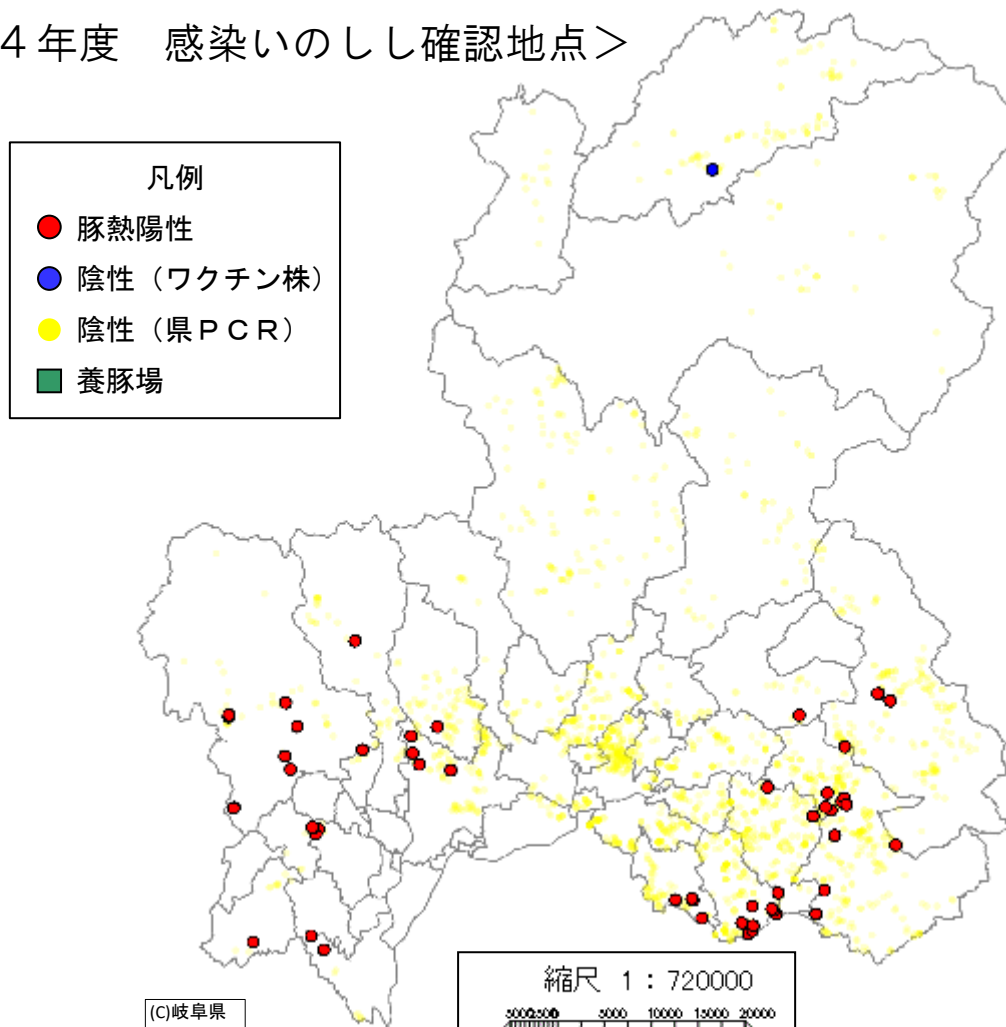 ４年度　感染いのしし確認地点＞
凡例
豚熱陽性
陰性（ワクチン株）
陰性（県ＰＣＲ）
養豚場
縮尺 1：720000
5000 10000 15000 20000
(C)岐阜県